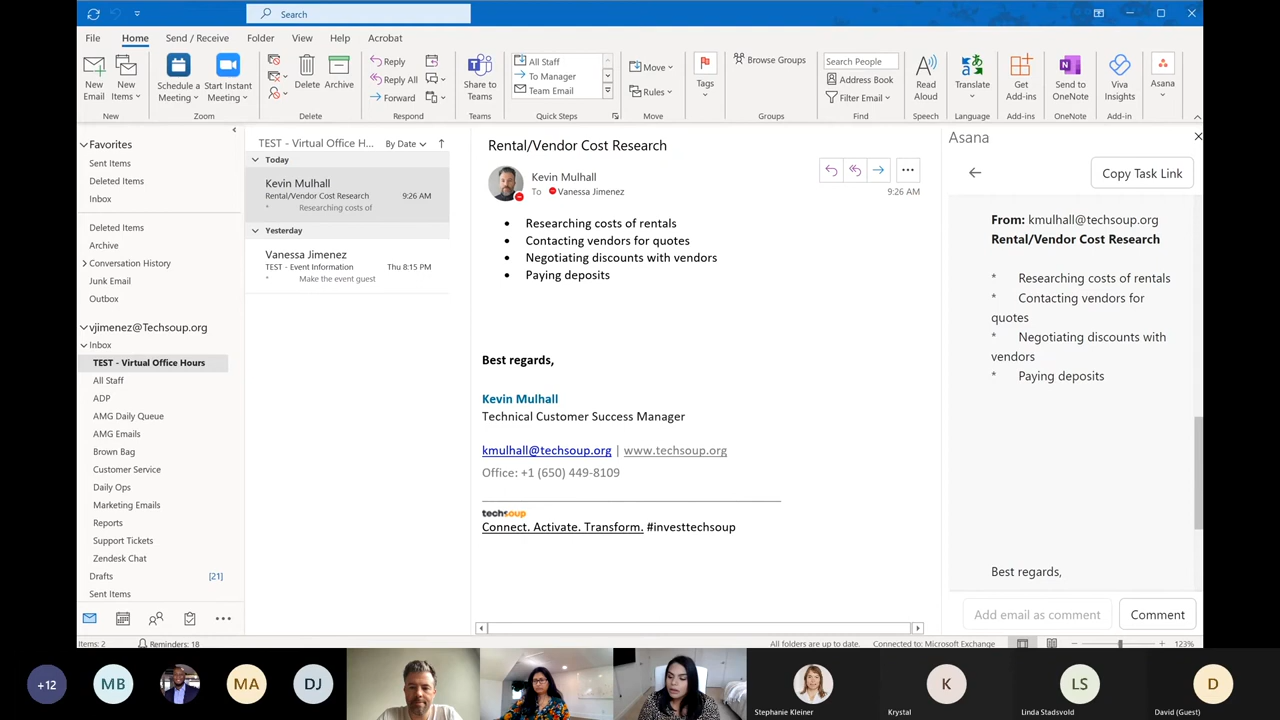 Search
File Home Send / Receive Folder View Help Acrobat
New Email
New Items
Schedule a Meeting
Start Instant Meeting
Delete
Archive
Reply
Reply All
Forward
Share to Teams
All Staff
To Manager
Team Email
Move
Rules
Tags
Browse Groups
Search People
Address Book
Filter Email
Read Aloud
Translate
Get Add-ins
Send to OneNote
Viva Insights
Asana
New
Zoom
Delete
Respond
Teams
Quick Steps
Move
Groups
Find
Speech
Language
Add-ins
OneNote
Add-in
Asana
Favorites
Sent Items
Deleted Items
Inbox
Deleted Items
Archive
Conversation History
Junk Email
Outbox
vjimenez@Techsoup.org
Inbox
TEST - Virtual Office Hours
All Staff
ADP
AMG Daily Queue
AMG Emails
Brown Bag
Customer Service
Daily Ops
Marketing Emails
Reports
Support Tickets
Zendesk Chat
Drafts [21]
Sent Items
TEST - Virtual Office H... By Date
Today
Kevin Mulhall
Rental/Vendor Cost Research 9:26 AM
* Researching costs of
Yesterday
Vanessa Jimenez
TEST - Event Information Thu 8:15 PM
* Make the event guest
Rental/Vendor Cost Research
Kevin Mulhall
To Vanessa Jimenez
9:26 AM
• Researching costs of rentals
• Contacting vendors for quotes
• Negotiating discounts with vendors
• Paying deposits
Best regards,
Kevin Mulhall
Technical Customer Success Manager
kmulhall@techsoup.org | www.techsoup.org
Office: +1 (650) 449-8109
techsoup
Connect. Activate. Transform. #investtechsoup
Asana
Copy Task Link
From: kmulhall@techsoup.org
Rental/Vendor Cost Research
* Researching costs of rentals
* Contacting vendors for
quotes
* Negotiating discounts with
vendors
* Paying deposits
Best regards,
Add email as comment
Comment
Items: 2 Reminders: 18 All folders are up to date. Connected to: Microsoft Exchange 123%
+12
MB
MA
DJ
Stephanie Kleiner
K
Krystal
LS
Linda Stadsvold
D
David (Guest)